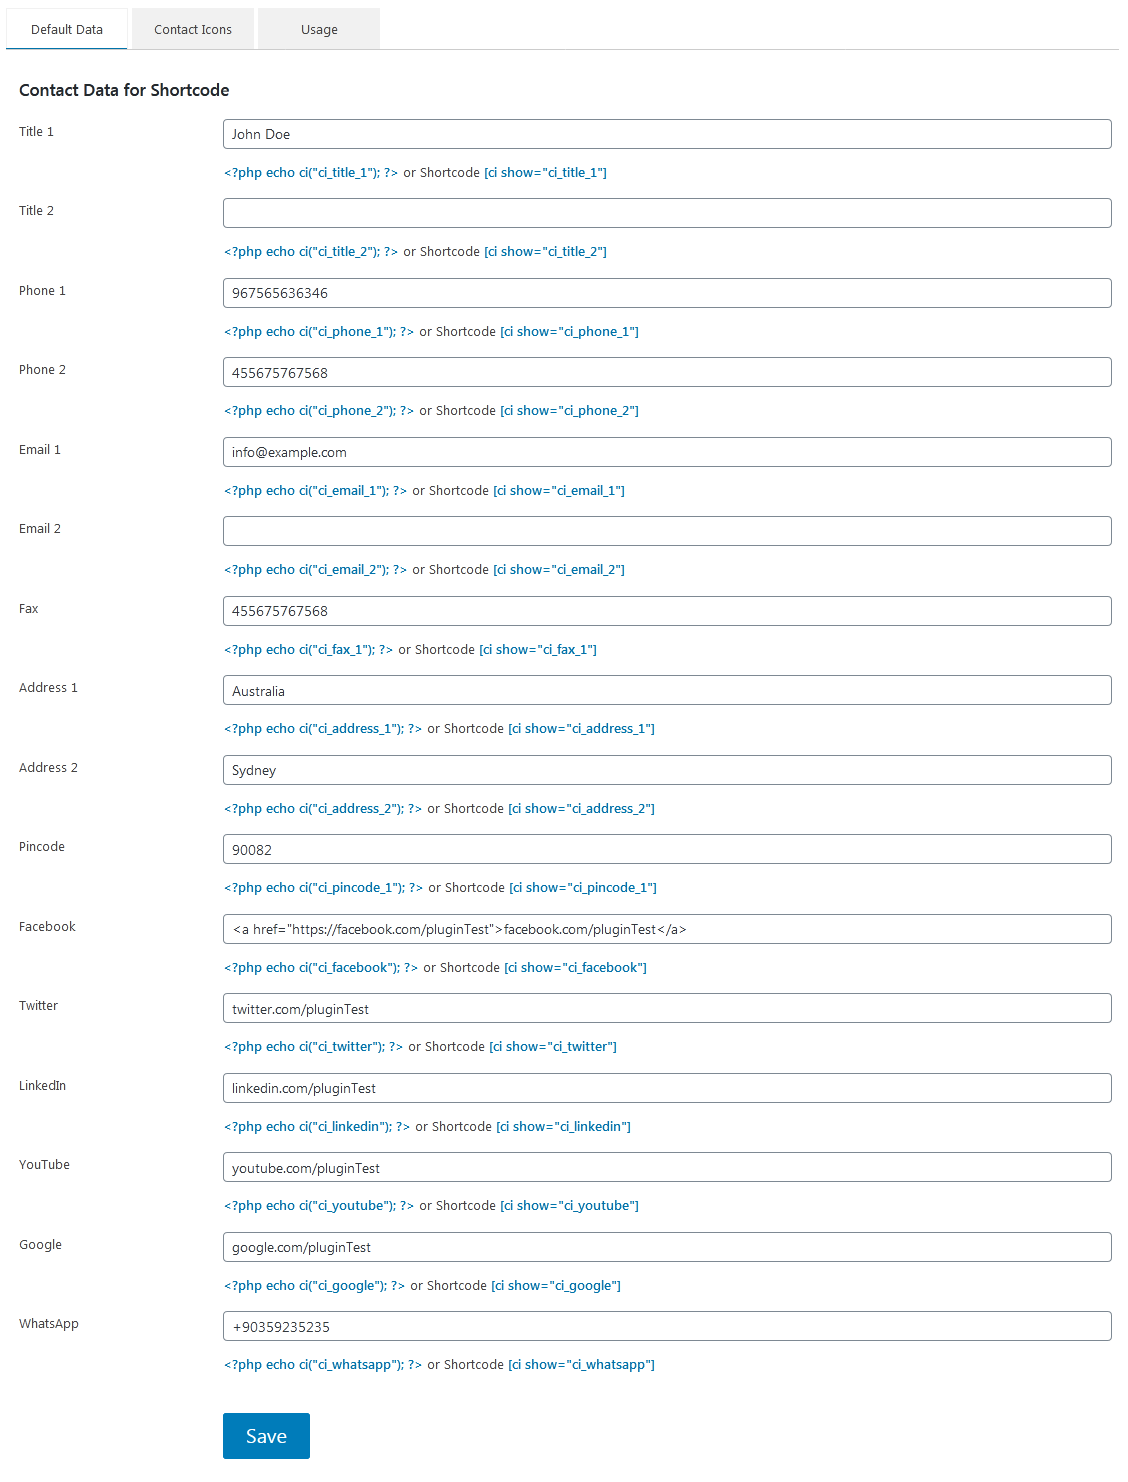 Default Data Contact Icons Usage
Contact Data for Shortcode
Title 1 John Doe
<?php echo ci("ci_title_1"); ?> or Shortcode [ci show="ci_title_1"]
Title 2
<?php echo ci("ci_title_2"); ?> or Shortcode [ci show="ci_title_2"]
Phone 1 967565636346
<?php echo ci("ci_phone_1"); ?> or Shortcode [ci show="ci_phone_1"]
Phone 2 455675767568
<?php echo ci("ci_phone_2"); ?> or Shortcode [ci show="ci_phone_2"]
Email 1 info@example.com
<?php echo ci("ci_email_1"); ?> or Shortcode [ci show="ci_email_1"]
Email 2
<?php echo ci("ci_email_2"); ?> or Shortcode [ci show="ci_email_2"]
Fax 455675767568
<?php echo ci("ci_fax_1"); ?> or Shortcode [ci show="ci_fax_1"]
Address 1 Australia
<?php echo ci("ci_address_1"); ?> or Shortcode [ci show="ci_address_1"]
Address 2 Sydney
<?php echo ci("ci_address_2"); ?> or Shortcode [ci show="ci_address_2"]
Pincode 90082
<?php echo ci("ci_pincode_1"); ?> or Shortcode [ci show="ci_pincode_1"]
Facebook <a href="https://facebook.com/pluginTest">facebook.com/pluginTest</a>
<?php echo ci("ci_facebook"); ?> or Shortcode [ci show="ci_facebook"]
Twitter twitter.com/pluginTest
<?php echo ci("ci_twitter"); ?> or Shortcode [ci show="ci_twitter"]
LinkedIn linkedin.com/pluginTest
<?php echo ci("ci_linkedin"); ?> or Shortcode [ci show="ci_linkedin"]
YouTube youtube.com/pluginTest
<?php echo ci("ci_youtube"); ?> or Shortcode [ci show="ci_youtube"]
Google google.com/pluginTest
<?php echo ci("ci_google"); ?> or Shortcode [ci show="ci_google"]
WhatsApp +90359235235
<?php echo ci("ci_whatsapp"); ?> or Shortcode [ci show="ci_whatsapp"]
Save